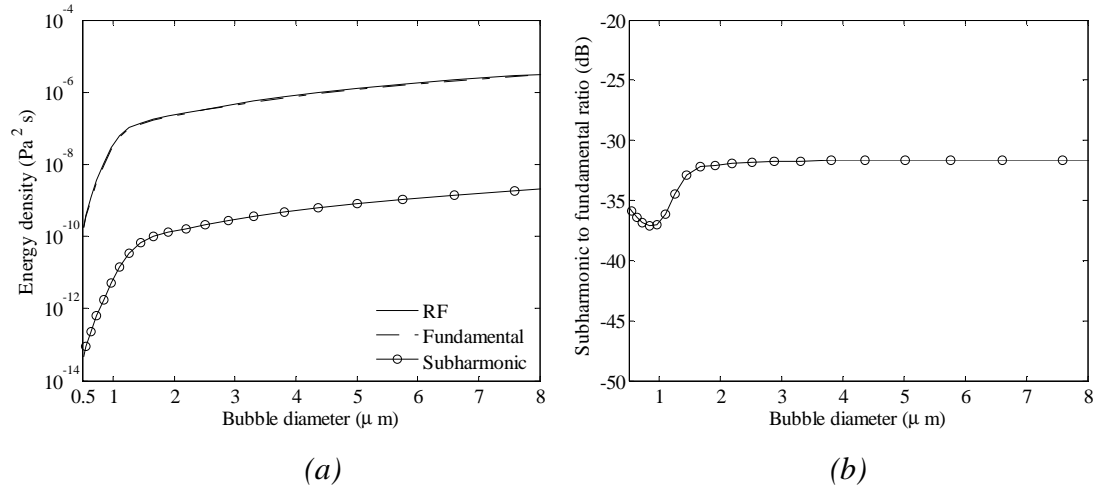 10^-4
10^-6
10^-8
10^-10
10^-12
10^-14
Energy density (Pa^2 s)
0.5 1 2 3 4 5 6 7 8
Bubble diameter (μ m)
RF
Fundamental
Subharmonic
(a)
-20
-25
-30
-35
-40
-45
-50
Subharmonic to fundamental ratio (dB)
1 2 3 4 5 6 7 8
Bubble diameter (μ m)
(b)